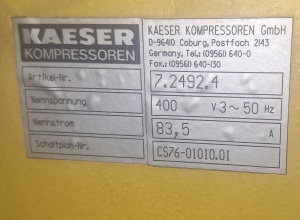 KAESER
KOMPRESSOREN
KAESER KOMPRESSOREN GmbH
D-96410 Coburg, Postfach 2143
Germany, Tel.: (09561) 640-0
Fax.: (09561) 640-130
Artikel-Nr. 7.2492.4
Nennspannung 400 V 3~ 50 Hz
Nennstrom 83,5 A
Schaltplan-Nr. CS76-01010.01